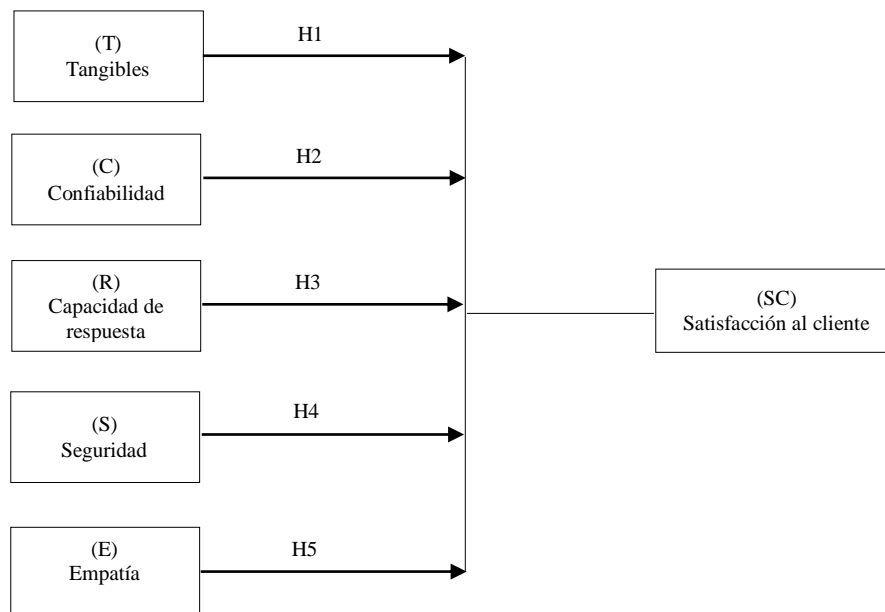 (T)
Tangibles
H1
(C)
Confiabilidad
H2
(R)
Capacidad de
respuesta
H3
(SC)
Satisfacción al cliente
(S)
Seguridad
H4
(E)
Empatía
H5